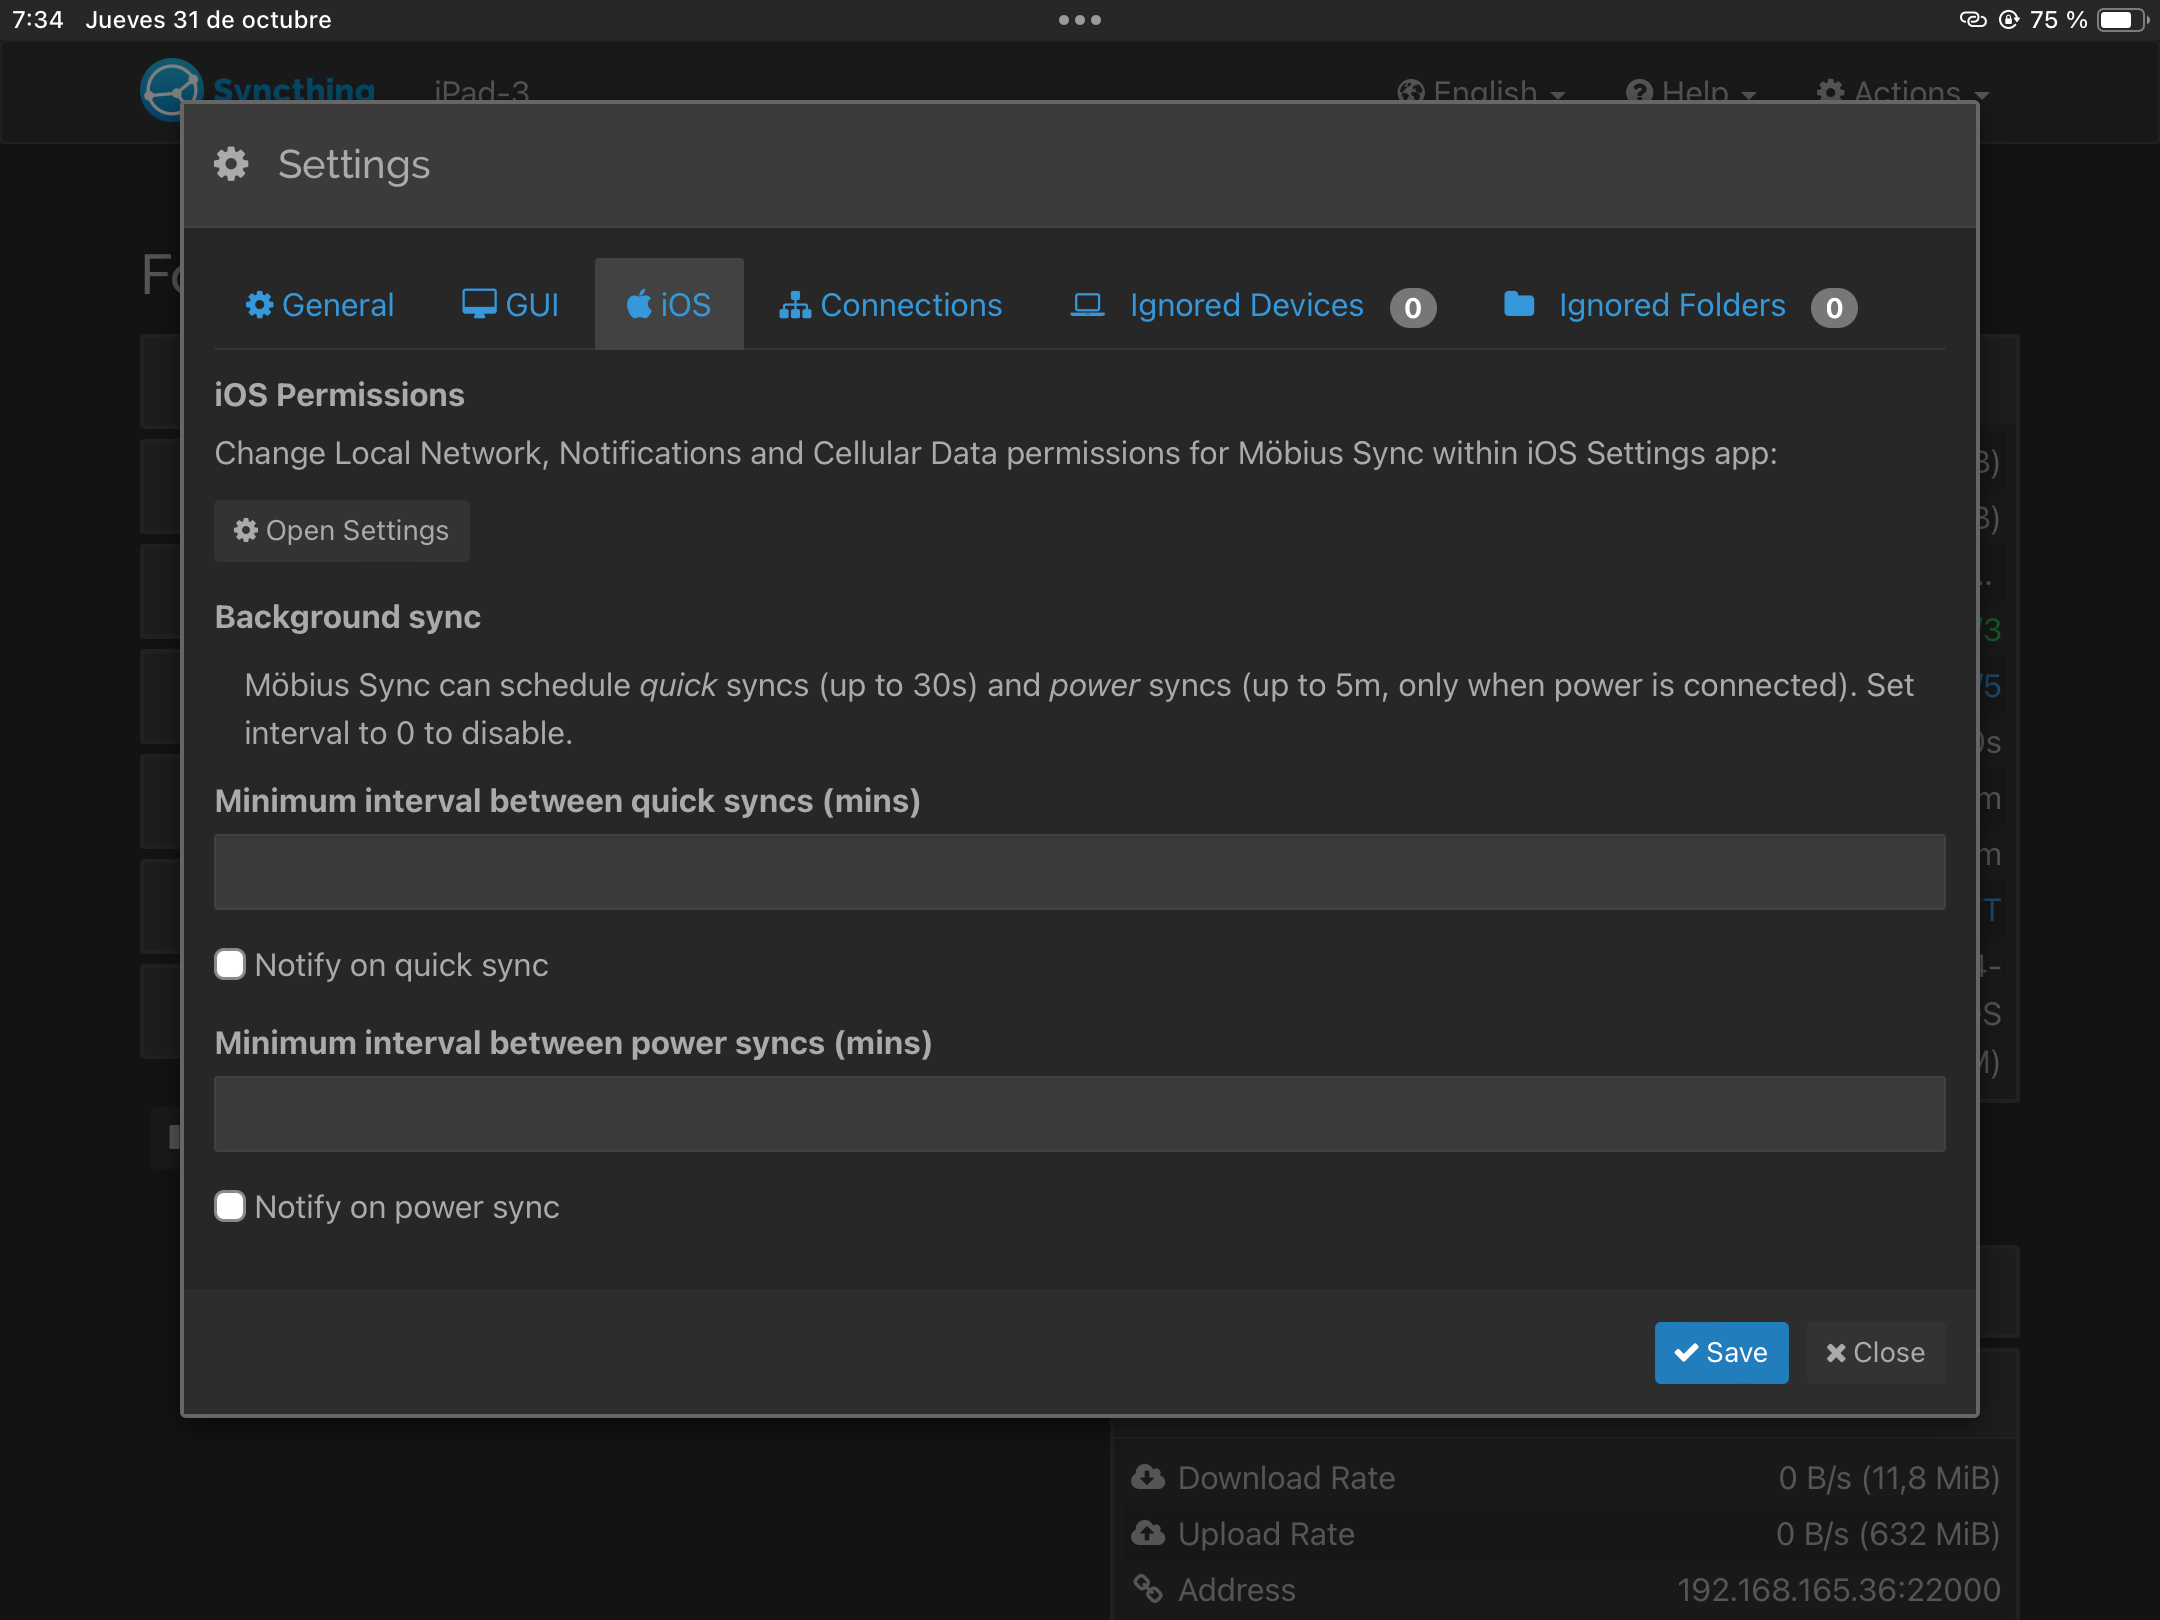 7:34 Jueves 31 de octubre 75 %
Syncthing iPad-3 English Help Actions
Settings
General GUI iOS Connections Ignored Devices 0 Ignored Folders 0
iOS Permissions
Change Local Network, Notifications and Cellular Data permissions for Möbius Sync within iOS Settings app:
Open Settings
Background sync
Möbius Sync can schedule quick syncs (up to 30s) and power syncs (up to 5m, only when power is connected). Set
interval to 0 to disable.
Minimum interval between quick syncs (mins)
Notify on quick sync
Minimum interval between power syncs (mins)
Notify on power sync
Save Close
Download Rate 0 B/s (11,8 MiB)
Upload Rate 0 B/s (632 MiB)
Address 192.168.165.36:22000